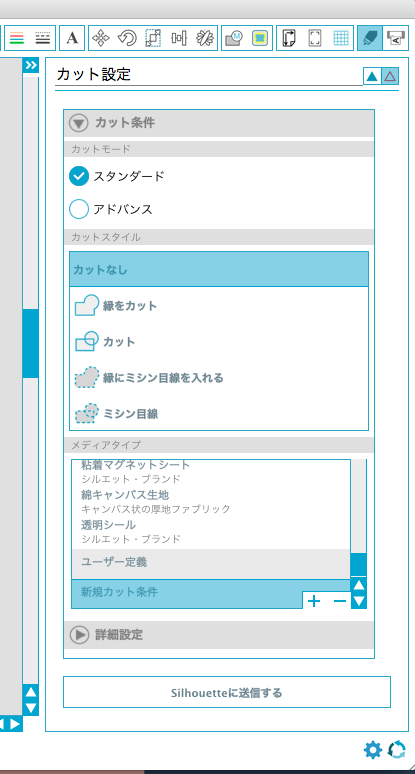 A
M
カット設定
カット条件
カットモード
スタンダード
アドバンス
カットスタイル
カットなし
縁をカット
カット
縁にミシン目線を入れる
ミシン目線
メディアタイプ
粘着マグネットシート
シルエット・ブランド
綿キャンバス生地
キャンバス状の厚地ファブリック
透明シール
シルエット・ブランド
ユーザー定義
新規カット条件
詳細設定
Silhouetteに送信する